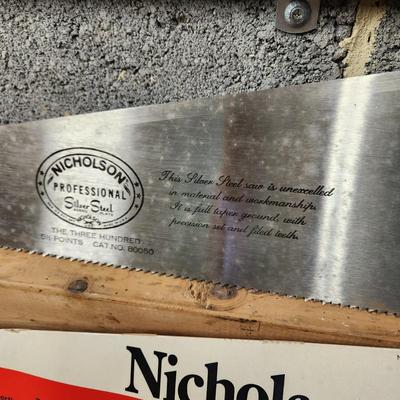 NICHOLSON
PROFESSIONAL
Silver Steel
THE THREE HUNDRED
5½ POINTS CAT. NO. 80050
This Silver Steel saw is unexcelled
in material and workmanship.
It is full taper ground, with
precision set and filed teeth.
Nichols